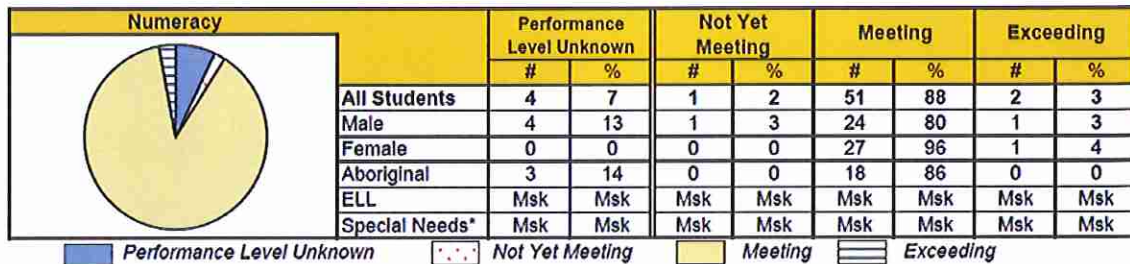 Numeracy
Performance Level Unknown Not Yet Meeting Meeting Exceeding
# % # % # % # %
All Students 4 7 1 2 51 88 2 3
Male 4 13 1 3 24 80 1 3
Female 0 0 0 0 27 96 1 4
Aboriginal 3 14 0 0 18 86 0 0
ELL Msk Msk Msk Msk Msk Msk Msk Msk
Special Needs* Msk Msk Msk Msk Msk Msk Msk Msk
Performance Level Unknown Not Yet Meeting Meeting Exceeding